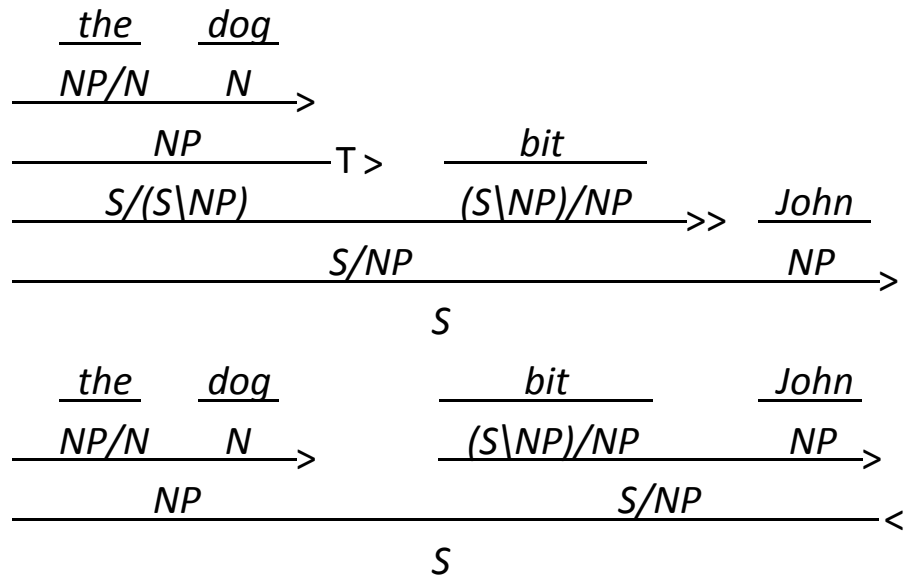 the dog
NP/N N >
NP T > bit
S/(S\NP) (S\NP)/NP >> John
S/NP NP >
S
the dog bit John
NP/N N > (S\NP)/NP NP >
NP S/NP <
S